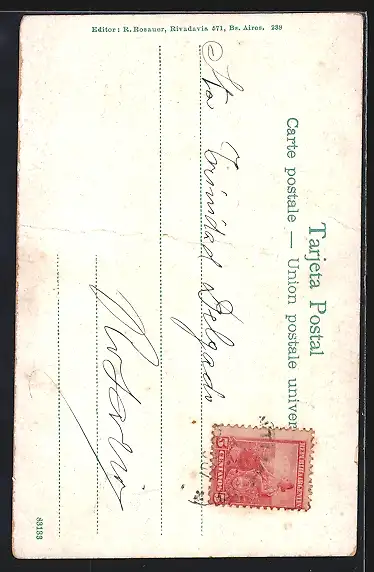 Tarjeta Postal
Carte postale — Union postale univer
Sta Trinidad Delgado
Rosario
Editor: R. Rosauer, Rivadavia 571, Bs. Aires. 239
REPUBLICA ARGENTINA
5 CENTAVOS 5